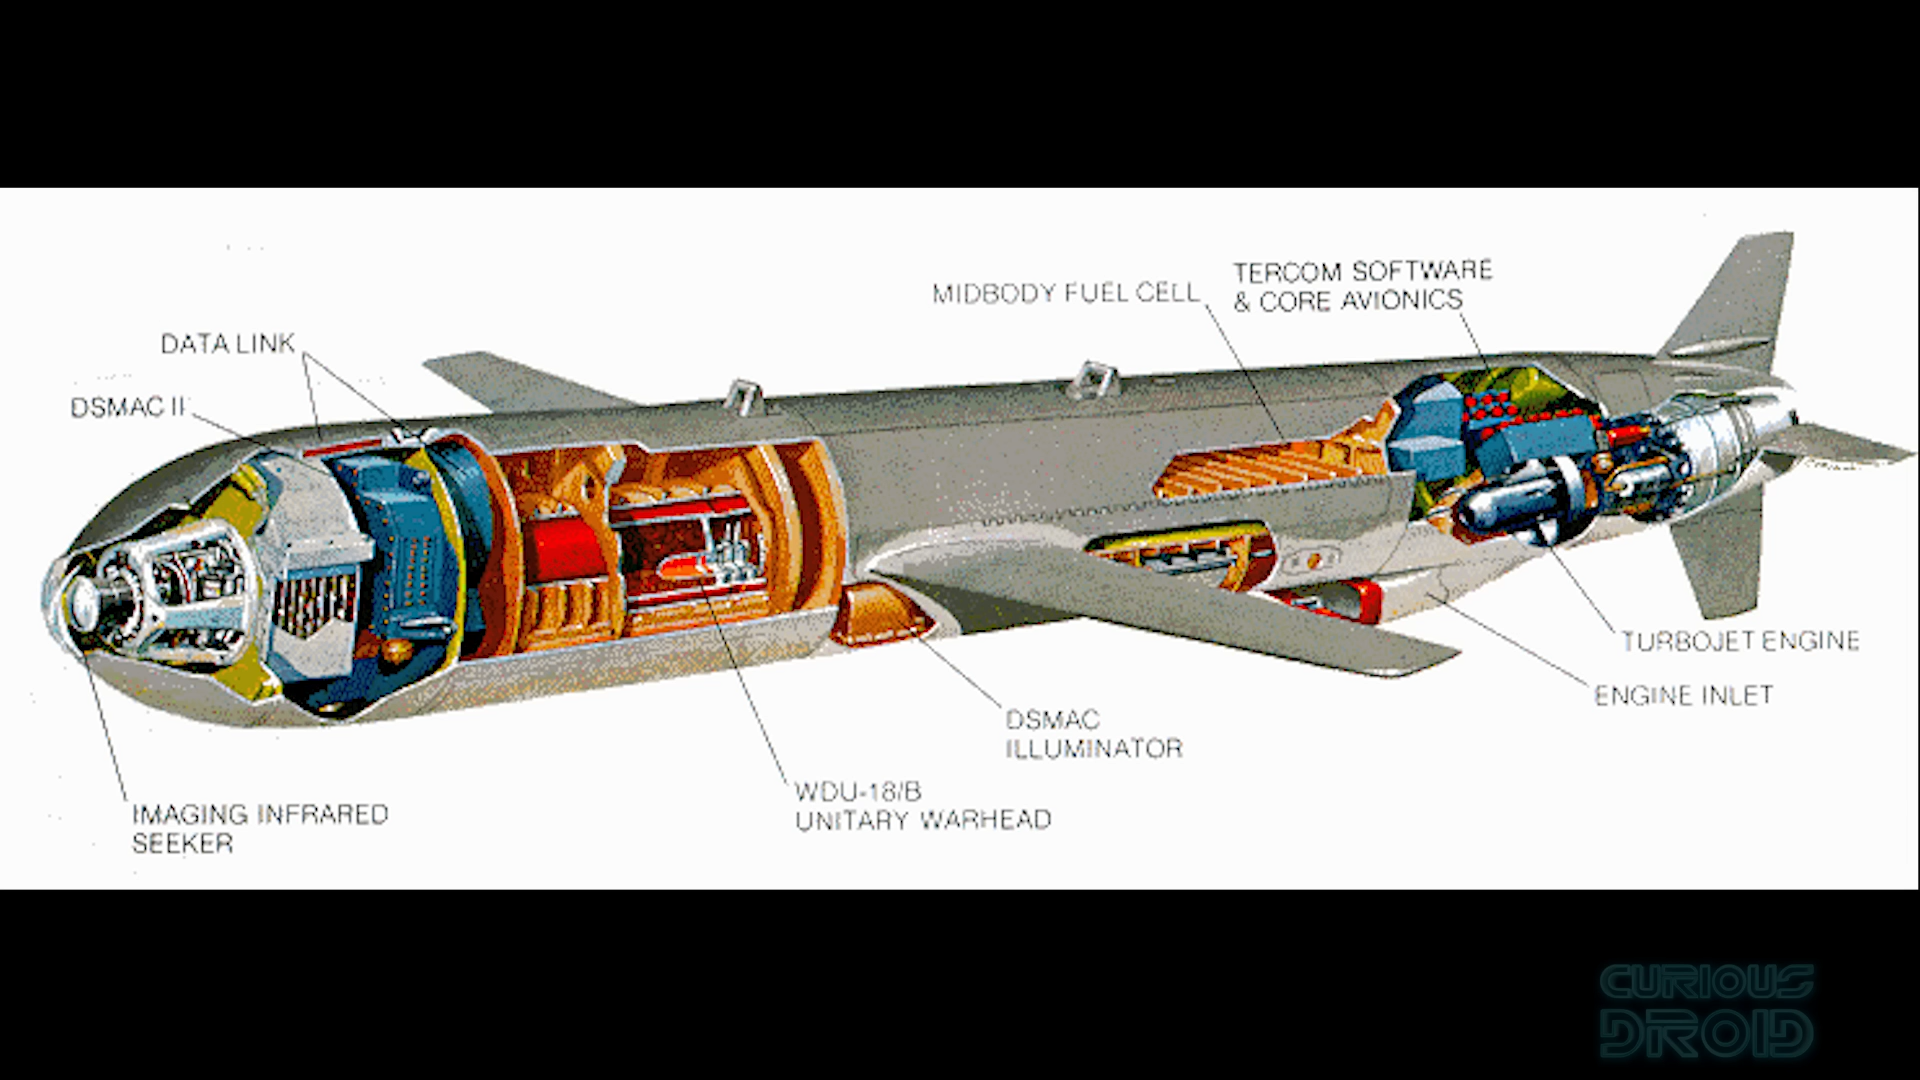 MIDBODY FUEL CELL
TERCOM SOFTWARE
& CORE AVIONICS
DATA LINK
DSMAC II
TURBOJET ENGINE
ENGINE INLET
DSMAC
ILLUMINATOR
WDU-18/B
UNITARY WARHEAD
IMAGING INFRARED
SEEKER
CURIOUS
DROID